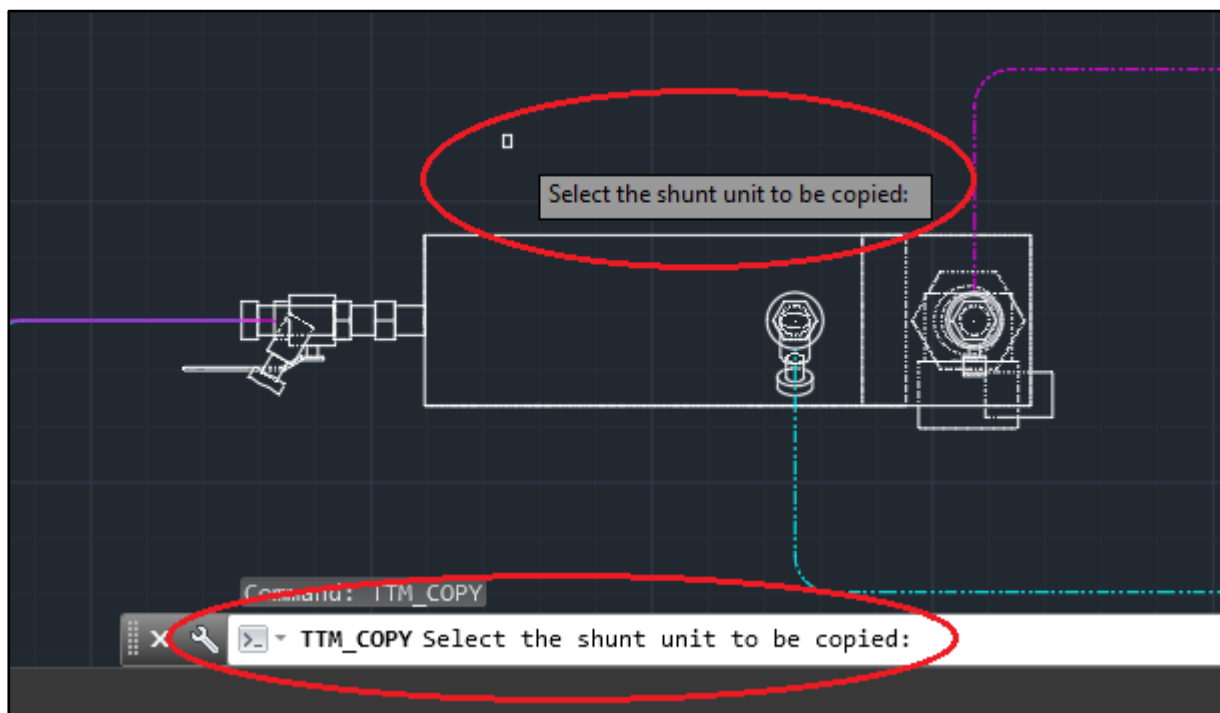 Select the shunt unit to be copied:
Command: TTM_COPY
TTM_COPY Select the shunt unit to be copied: